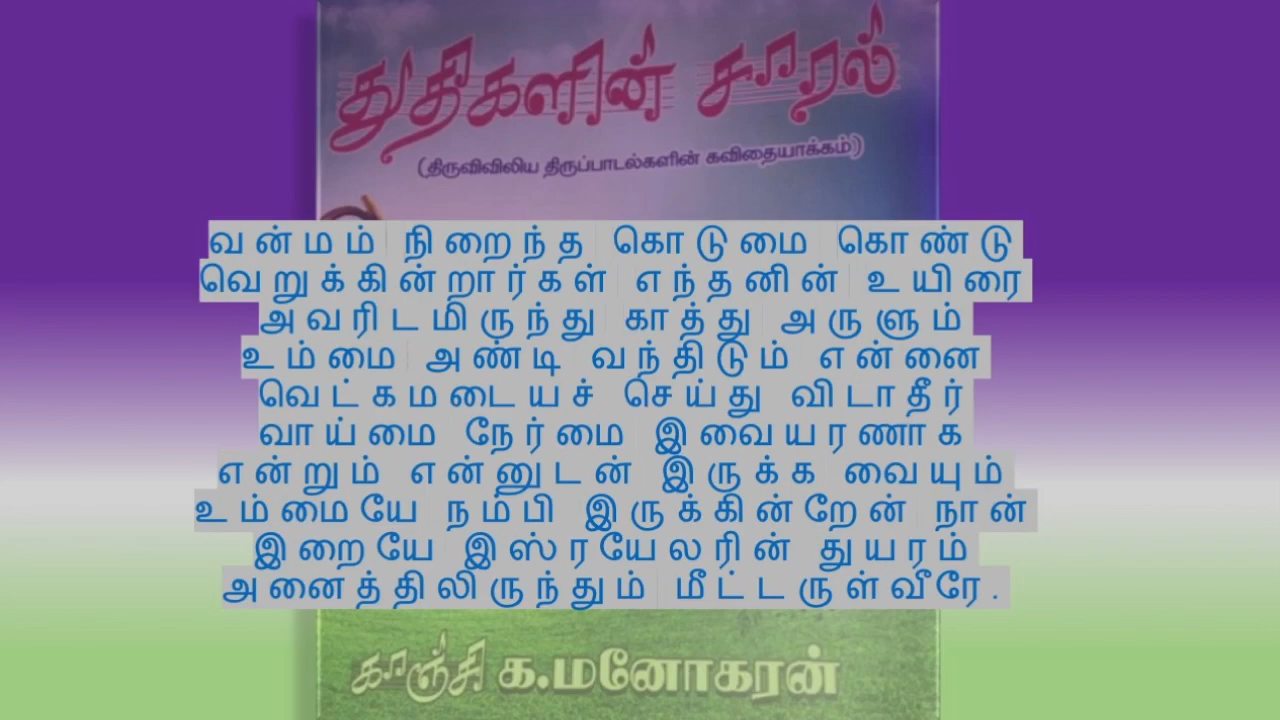 துதிகளின் சாரல்
(திருவிவிலிய திருப்பாடல்களின் கவிதையாக்கம்)
வன்மம் நிறைந்த கொடுமை கொண்டு
வெறுக்கின்றார்கள் எந்தனின் உயிரை
அவரிடமிருந்து காத்து அருளும்
உம்மை அண்டி வந்திடும் என்னை
வெட்கமடையச் செய்து விடாதீர்
வாய்மை நேர்மை இவையரணாக
என்றும் என்னுடன் இருக்க வையும்
உம்மையே நம்பி இருக்கின்றேன் நான்
இறையே இஸ்ரயேலரின் துயரம்
அனைத்திலிருந்தும் மீட்டருள்வீரே.
காஞ்சி க.மனோகரன்